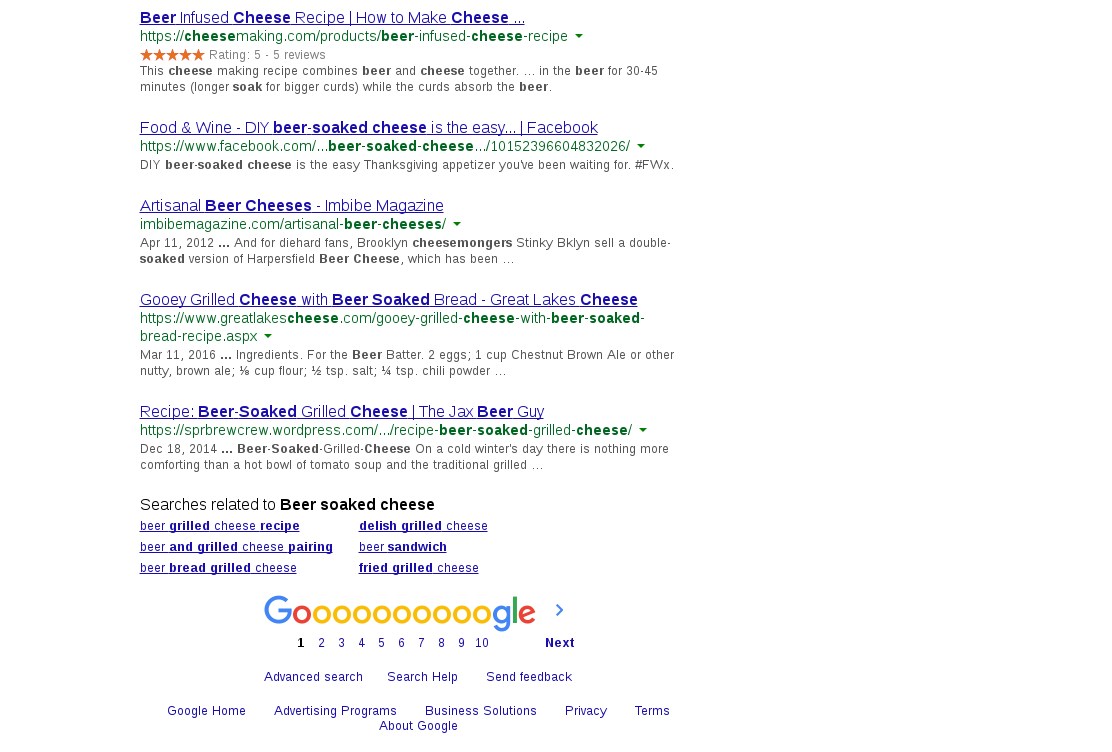 Beer Infused Cheese Recipe | How to Make Cheese ...
https://cheesemaking.com/products/beer-infused-cheese-recipe
Rating: 5 - 5 reviews
This cheese making recipe combines beer and cheese together. ... in the beer for 30-45
minutes (longer soak for bigger curds) while the curds absorb the beer.
Food & Wine - DIY beer-soaked cheese is the easy... | Facebook
https://www.facebook.com/...beer-soaked-cheese.../10152396604832026/
DIY beer-soaked cheese is the easy Thanksgiving appetizer you've been waiting for. #FWx.
Artisanal Beer Cheeses - Imbibe Magazine
imbibemagazine.com/artisanal-beer-cheeses/
Apr 11, 2012 ... And for diehard fans, Brooklyn cheesemongers Stinky Bklyn sell a double-
soaked version of Harpersfield Beer Cheese, which has been ...
Gooey Grilled Cheese with Beer Soaked Bread - Great Lakes Cheese
https://www.greatlakescheese.com/gooey-grilled-cheese-with-beer-soaked-
bread-recipe.aspx
Mar 11, 2016 ... Ingredients. For the Beer Batter. 2 eggs; 1 cup Chestnut Brown Ale or other
nutty, brown ale; ⅛ cup flour; ½ tsp. salt; ¼ tsp. chili powder ...
Recipe: Beer-Soaked Grilled Cheese | The Jax Beer Guy
https://sprbrewcrew.wordpress.com/.../recipe-beer-soaked-grilled-cheese/
Dec 18, 2014 ... Beer-Soaked-Grilled-Cheese On a cold winter's day there is nothing more
comforting than a hot bowl of tomato soup and the traditional grilled ...
Searches related to Beer soaked cheese
beer grilled cheese recipe delish grilled cheese
beer and grilled cheese pairing beer sandwich
beer bread grilled cheese fried grilled cheese
Goooooooooogle >
1 2 3 4 5 6 7 8 9 10 Next
Advanced search Search Help Send feedback
Google Home Advertising Programs Business Solutions Privacy Terms
About Google